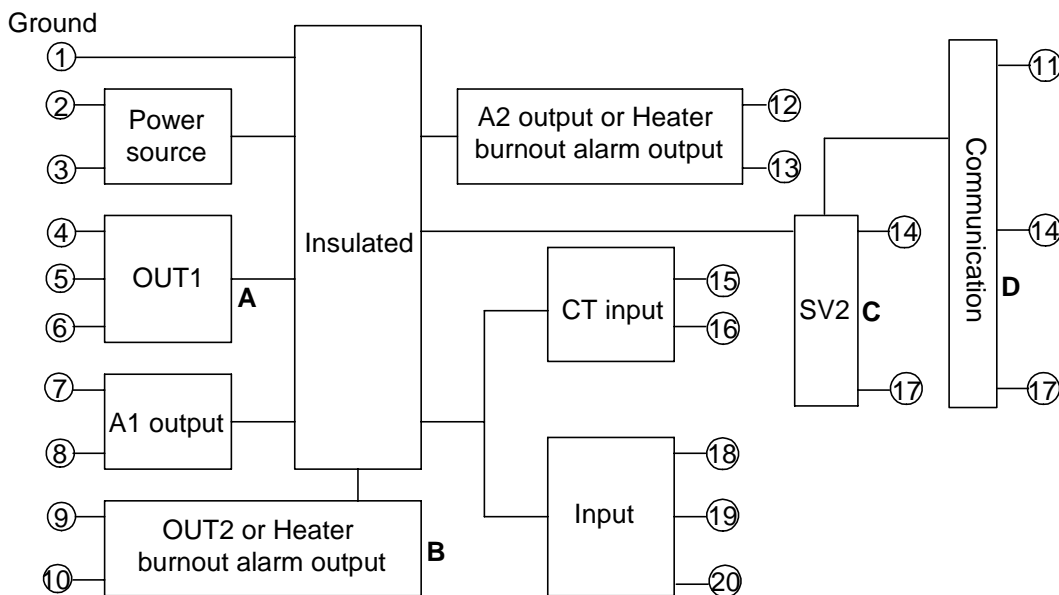 Ground
1
2
3
Power
source
4
5
6
OUT1
A
7
8
A1 output
9
10
OUT2 or Heater
burnout alarm output
B
Insulated
A2 output or Heater
burnout alarm output
12
13
CT input
15
16
Input
18
19
20
SV2
14
C
17
Communication
11
14
D
17